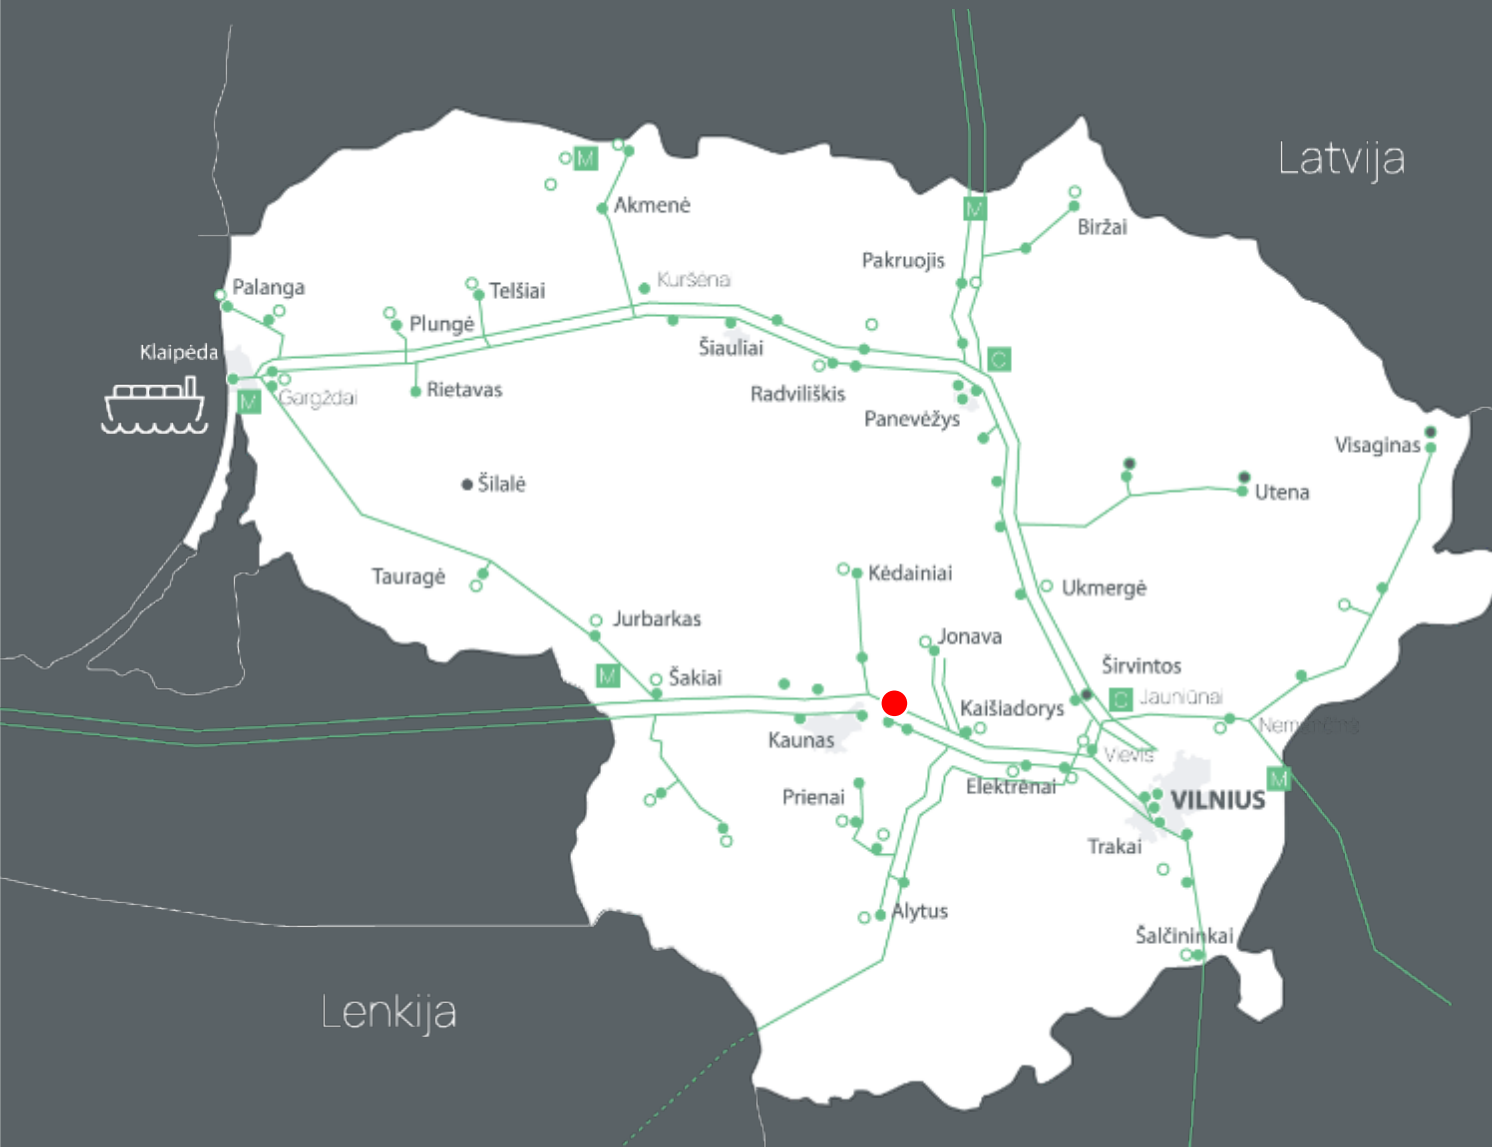 Latvija
M
Akmenė
M
Biržai
Pakruojis
Kuršėnai
Palanga
Telšiai
Plungė
Klaipėda
Šiauliai
C
Rietavas
Radviliškis
M
Gargždai
Panevėžys
Visaginas
Šilalė
Utena
Tauragė
Kėdainiai
Ukmergė
Jurbarkas
Jonava
Širvintos
M
Šakiai
C
Jauniūnai
Kaišiadorys
Nemenčinė
Kaunas
Vievis
M
Elektrėnai
Prienai
VILNIUS
Trakai
Alytus
Šalčininkai
Lenkija